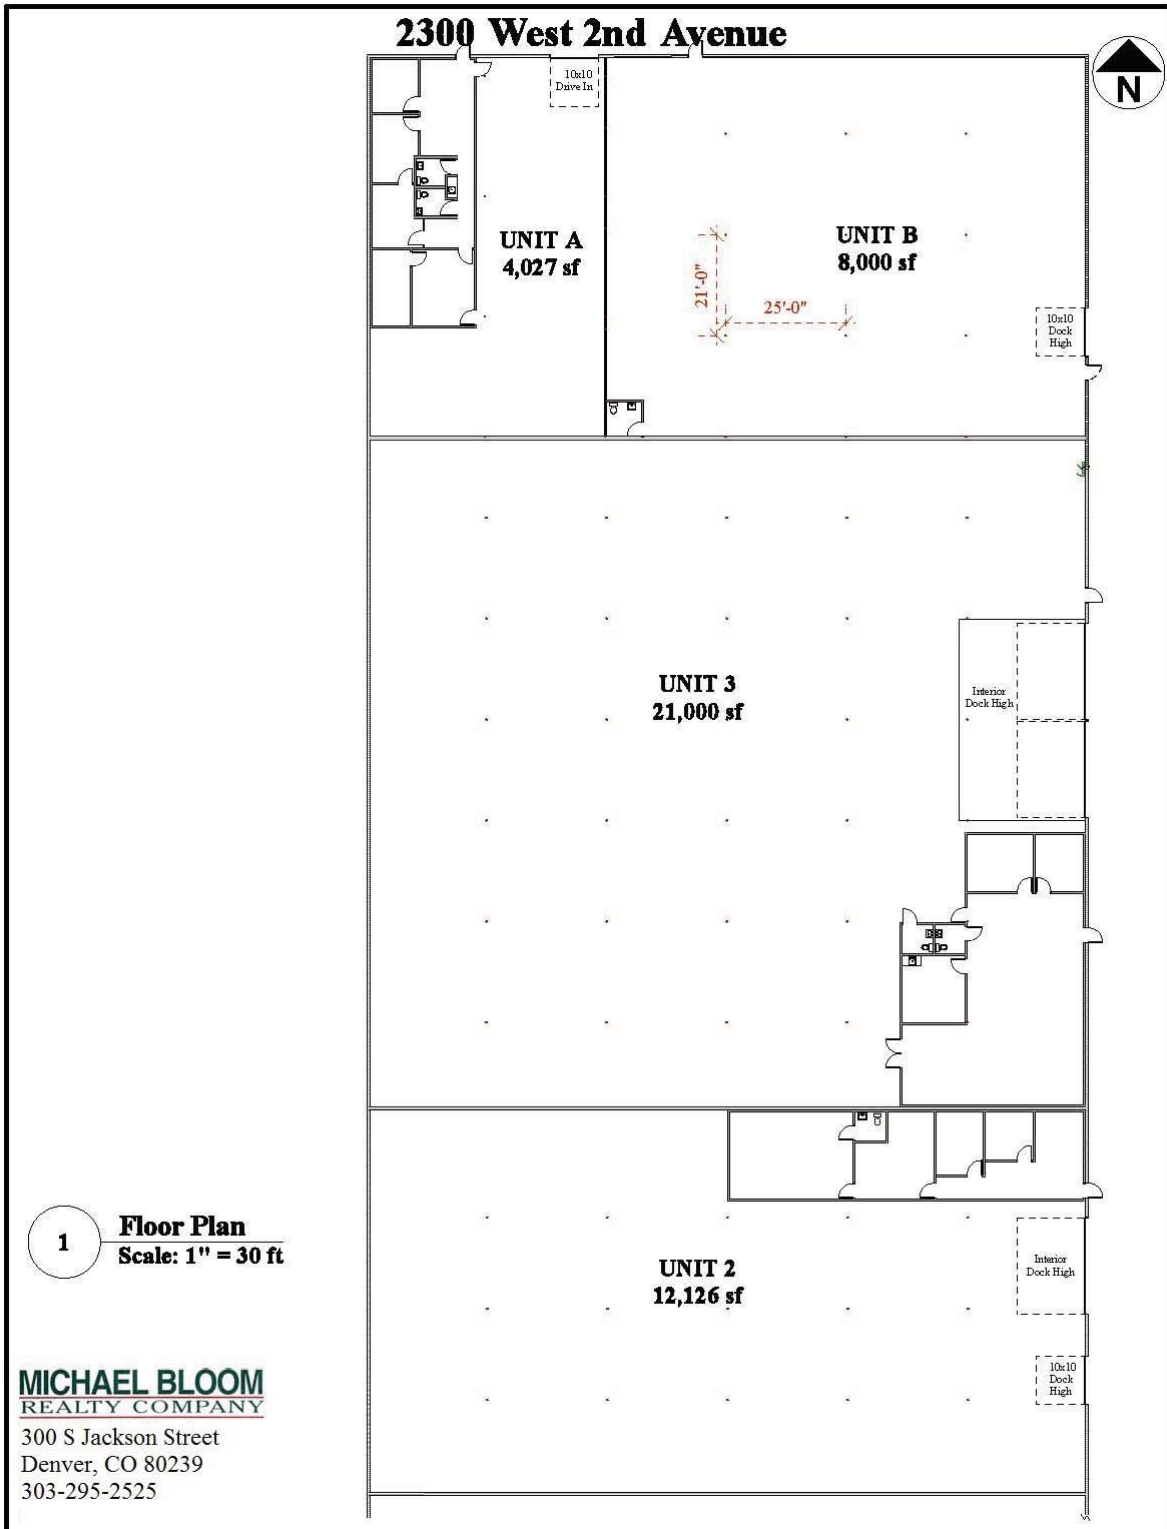 2300 West 2nd Avenue
N
10x10
Drive In
UNIT A
4,027 sf
UNIT B
8,000 sf
21'-0"
25'-0"
10x10
Dock
High
UNIT 3
21,000 sf
Interior
Dock High
1
Floor Plan
Scale: 1" = 30 ft
UNIT 2
12,126 sf
Interior
Dock High
10x10
Dock
High
MICHAEL BLOOM
REALTY COMPANY
300 S Jackson Street
Denver, CO 80239
303-295-2525